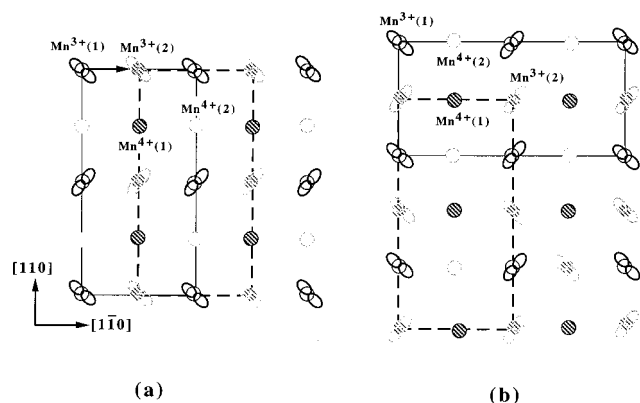 Mn³⁺(1) Mn³⁺(2)
Mn⁴⁺(2)
Mn⁴⁺(1)
[110]
[11̄0]
(a)
Mn³⁺(1)
Mn⁴⁺(2)
Mn³⁺(2)
Mn⁴⁺(1)
(b)